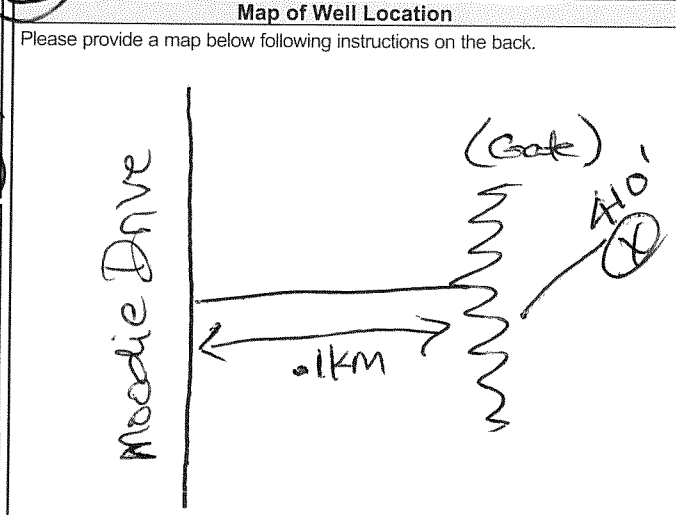 Map of Well Location
Please provide a map below following instructions on the back.
(Gate)
410'
X
Moodie Drive
.1KM